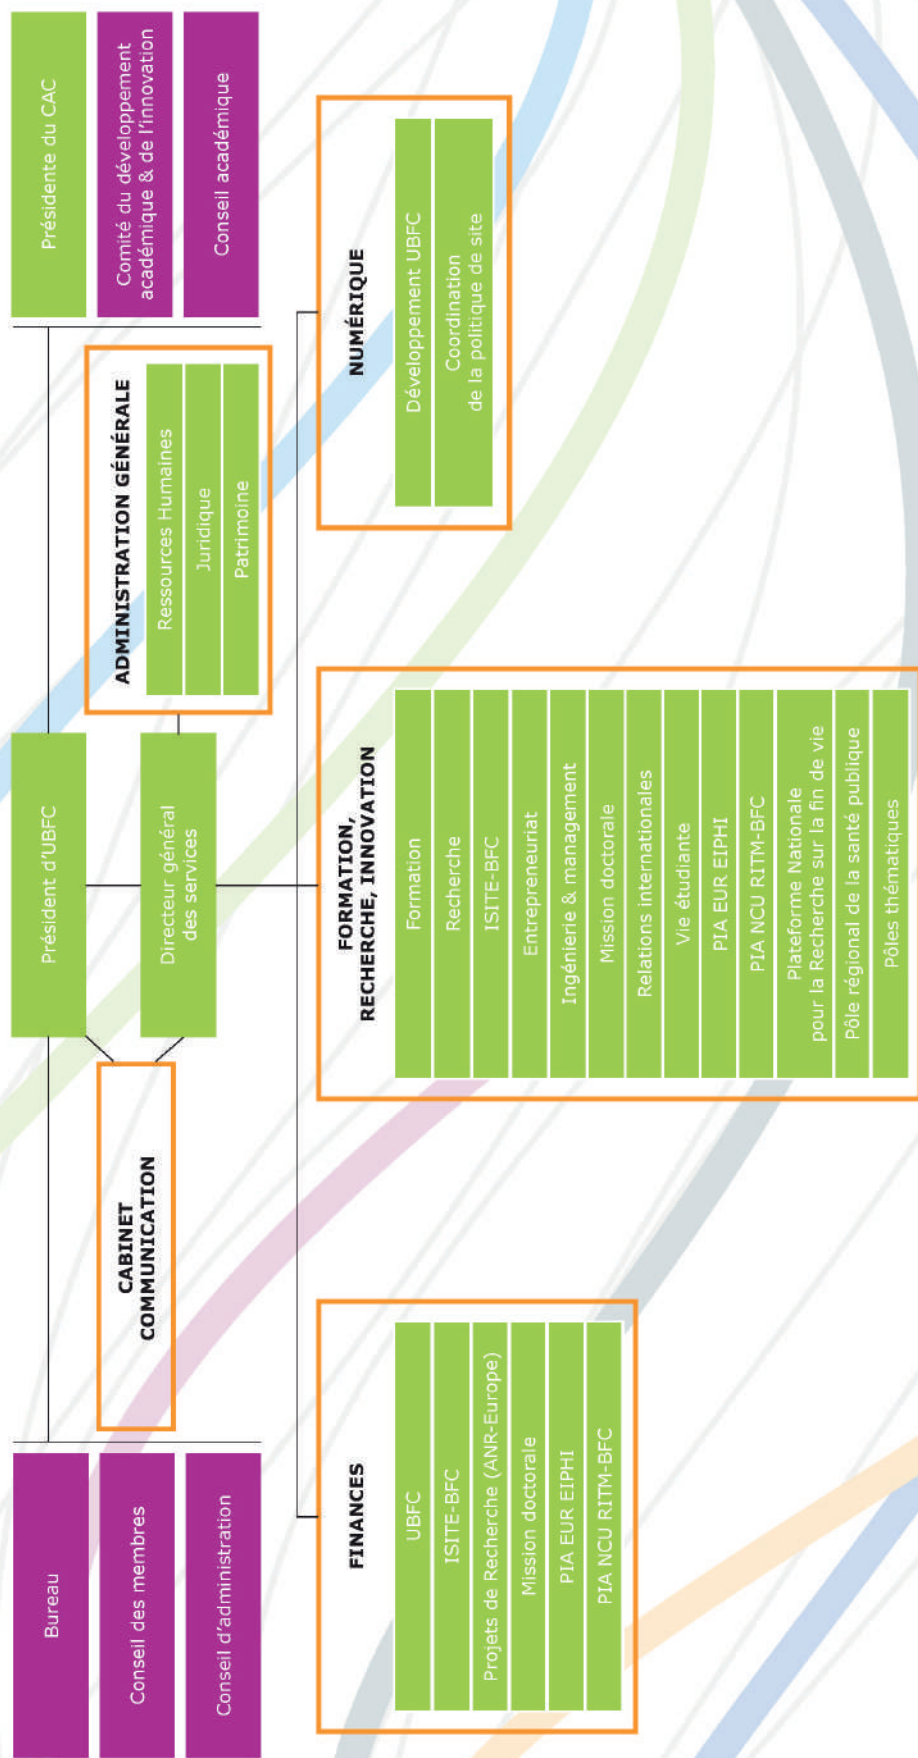 Bureau
Conseil des membres
Conseil d'administration
Président d'UBFC
Directeur général
des services
CABINET
COMMUNICATION
Présidente du CAC
Comité du développement
académique & de l'innovation
Conseil académique
ADMINISTRATION GÉNÉRALE
Ressources Humaines
Juridique
Patrimoine
FINANCES
UBFC
ISITE-BFC
Projets de Recherche (ANR-Europe)
Mission doctorale
PIA EUR EIPHI
PIA NCU RITM-BFC
FORMATION,
RECHERCHE, INNOVATION
Formation
Recherche
ISITE-BFC
Entrepreneuriat
Ingénierie & management
Mission doctorale
Relations internationales
Vie étudiante
PIA EUR EIPHI
PIA NCU RITM-BFC
Plateforme Nationale
pour la Recherche sur la fin de vie
Pôle régional de la santé publique
Pôles thématiques
NUMÉRIQUE
Développement UBFC
Coordination
de la politique de site